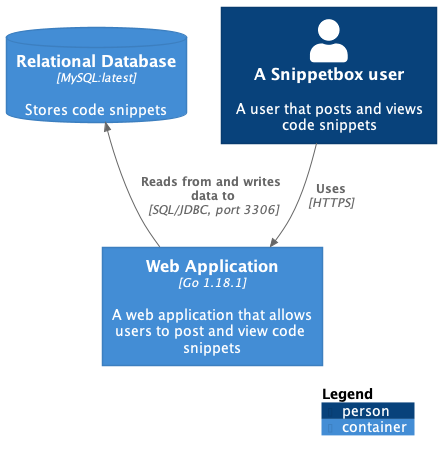 Relational Database
[MySQL:latest]
Stores code snippets
A Snippetbox user
A user that posts and views
code snippets
Reads from and writes
data to
[SQL/JDBC, port 3306]
Uses
[HTTPS]
Web Application
[Go 1.18.1]
A web application that allows
users to post and view code
snippets
Legend
person
container